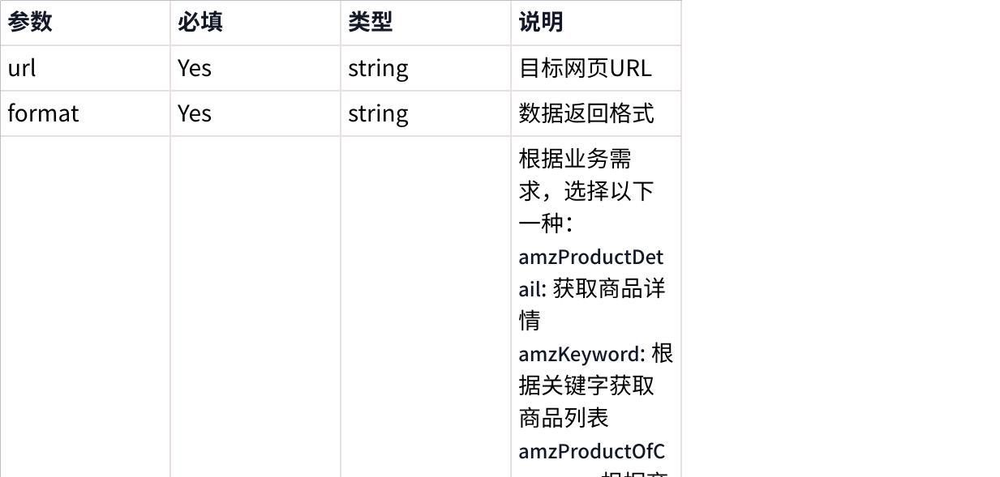 参数 必填 类型 说明
url Yes string 目标网页URL
format Yes string 数据返回格式
根据业务需
求，选择以下
一种：
amzProductDet
ail: 获取商品详
情
amzKeyword: 根
据关键字获取
商品列表
amzProductOfC